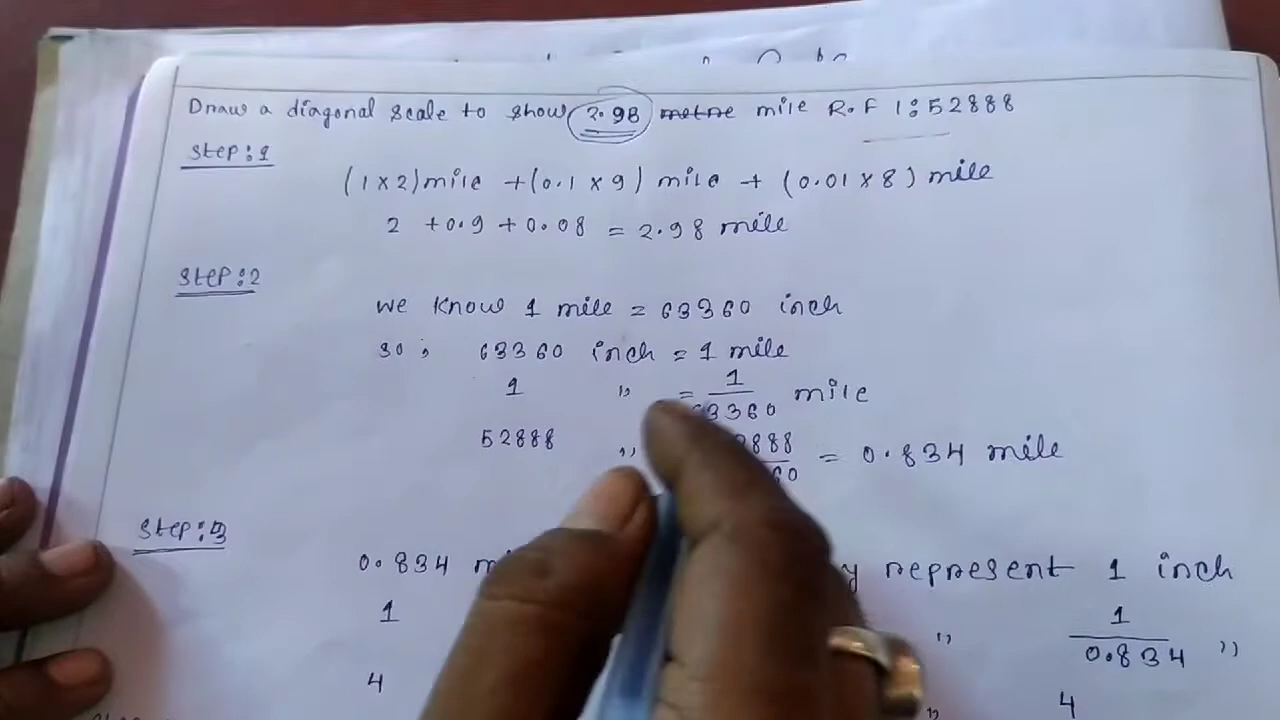 Draw a diagonal scale to show 2.98 metre mile R.F 1:52888
Step:1
(1×2) mile + (0.1×9) mile + (0.01×8) mile
2 + 0.9 + 0.08 = 2.98 mile
Step:2
we know 1 mile = 63360 inch
so, 63360 inch = 1 mile
1 " = 1/63360 mile
52888 " = 0.834 mile
Step:3
0.834 represent 1 inch
1 " 1/0.834 "
4 " 4